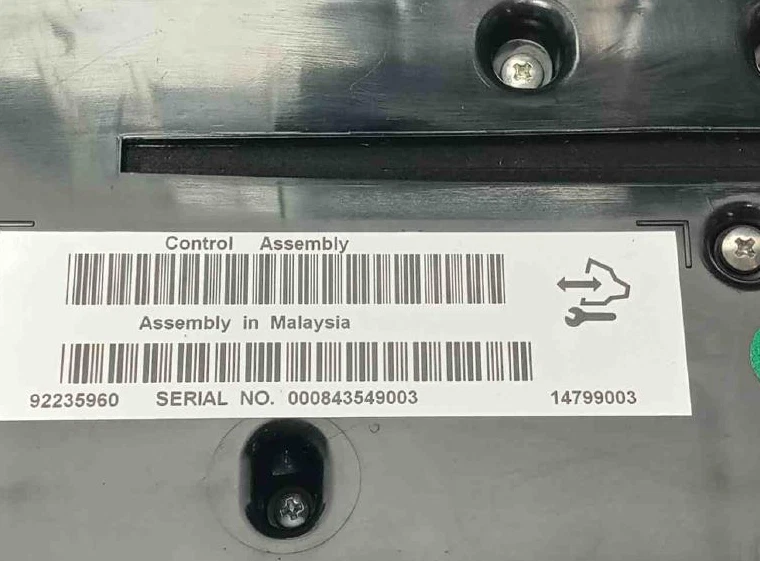 Control Assembly
Assembly in Malaysia
92235960 SERIAL NO. 000843549003 14799003